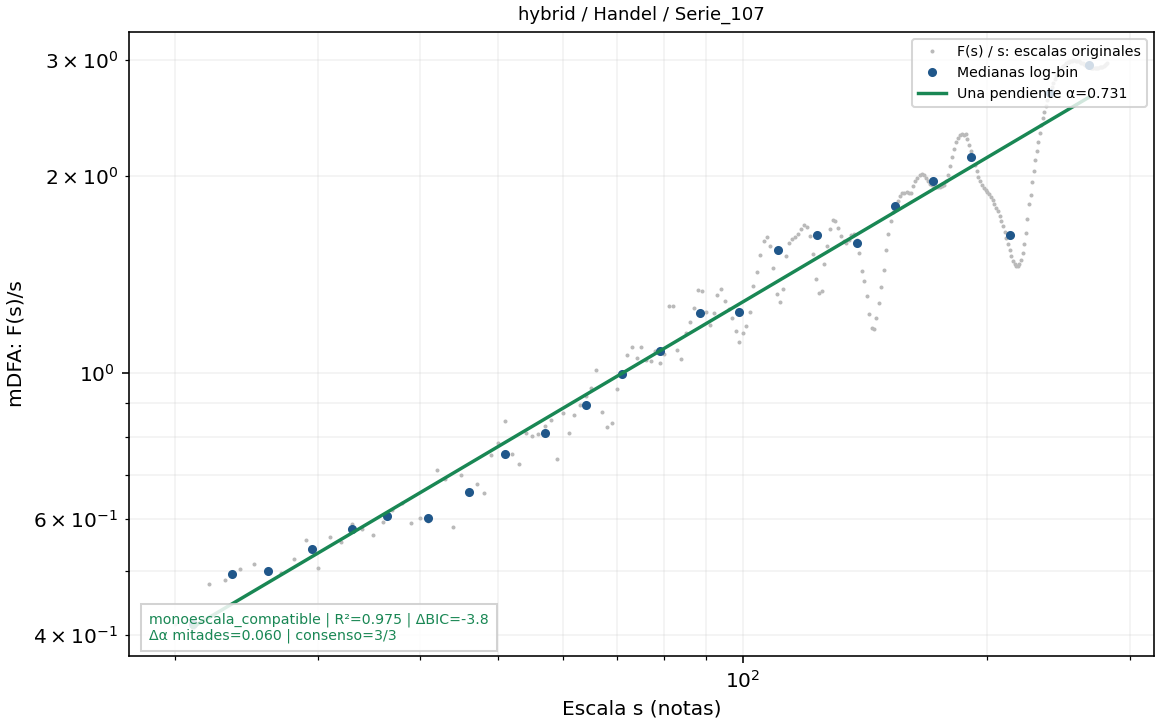 hybrid / Handel / Serie_107
F(s) / s: escalas originales
Medianas log-bin
Una pendiente α=0.731
3 × 10⁰
2 × 10⁰
10⁰
6 × 10⁻¹
4 × 10⁻¹
mDFA: F(s)/s
monoescala_compatible | R²=0.975 | ΔBIC=-3.8
Δα mitades=0.060 | consenso=3/3
10²
Escala s (notas)